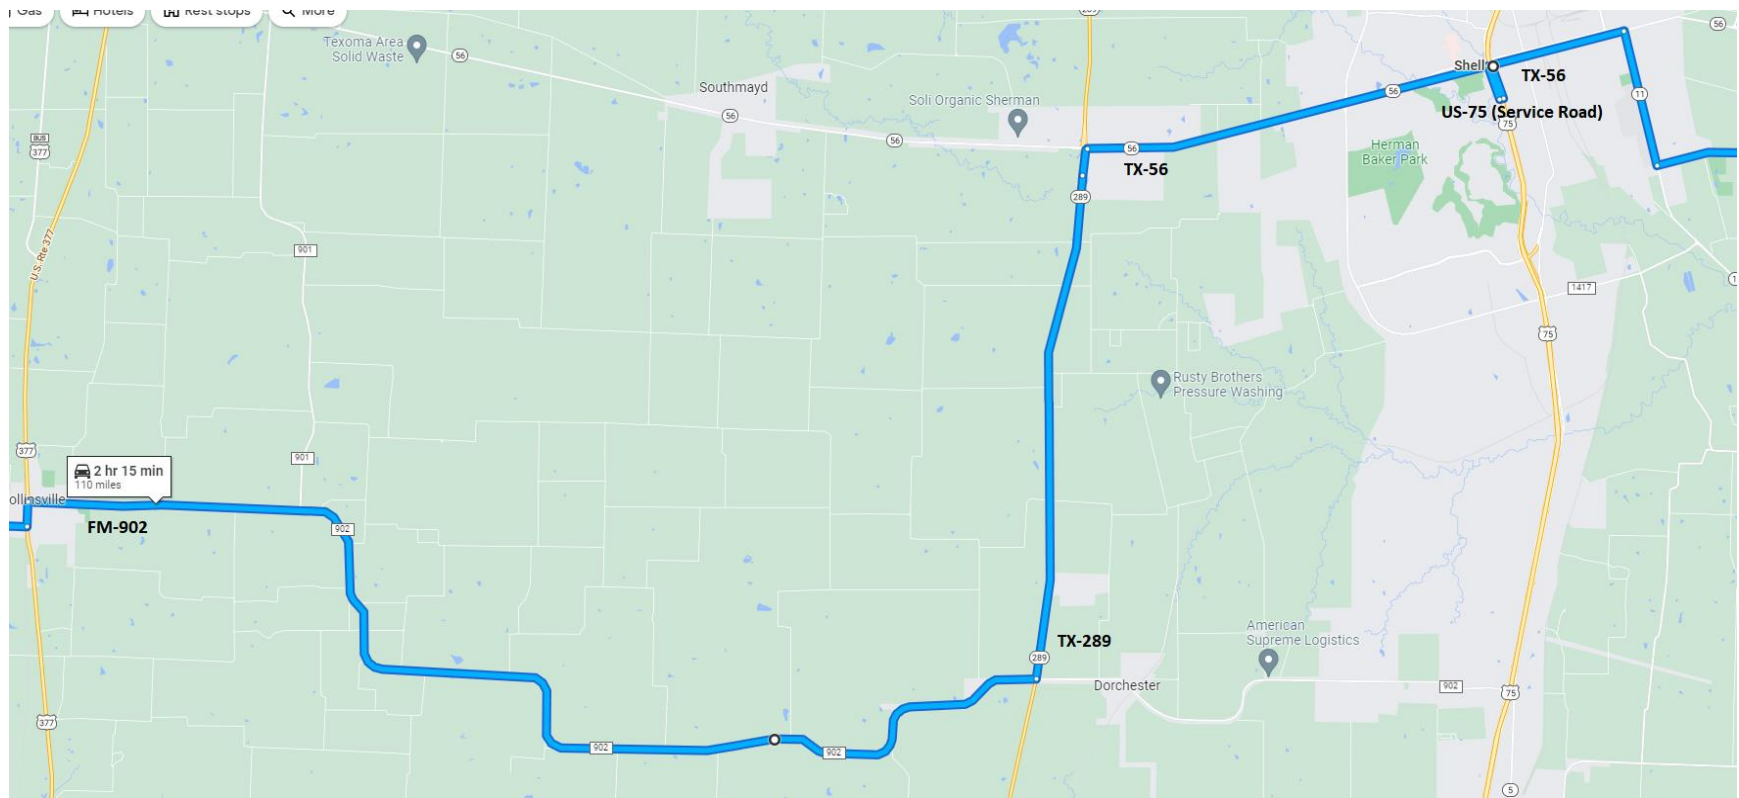 Gas
Hotels
Rest stops
More
289
56
Texoma Area
Solid Waste
56
Shell
TX-56
Southmayd
56
Soli Organic Sherman
56
11
US-75 (Service Road)
75
BUS
377
56
56
TX-56
Herman
Baker Park
289
U.S. Rte 377
901
1417
75
Rusty Brothers
Pressure Washing
377
901
2 hr 15 min
110 miles
ollinsville
FM-902
902
American
Supreme Logistics
TX-289
289
Dorchester
902
75
377
902
902
5